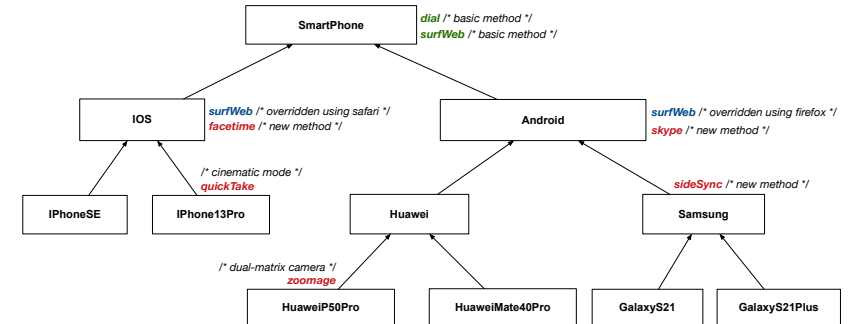 SmartPhone
dial /* basic method */
surfWeb /* basic method */
IOS
surfWeb /* overridden using safari */
facetime /* new method */
Android
surfWeb /* overridden using firefox */
skype /* new method */
/* cinematic mode */
quickTake
sideSync /* new method */
IPhoneSE
IPhone13Pro
Huawei
Samsung
/* dual-matrix camera */
zoomage
HuaweiP50Pro
HuaweiMate40Pro
GalaxyS21
GalaxyS21Plus